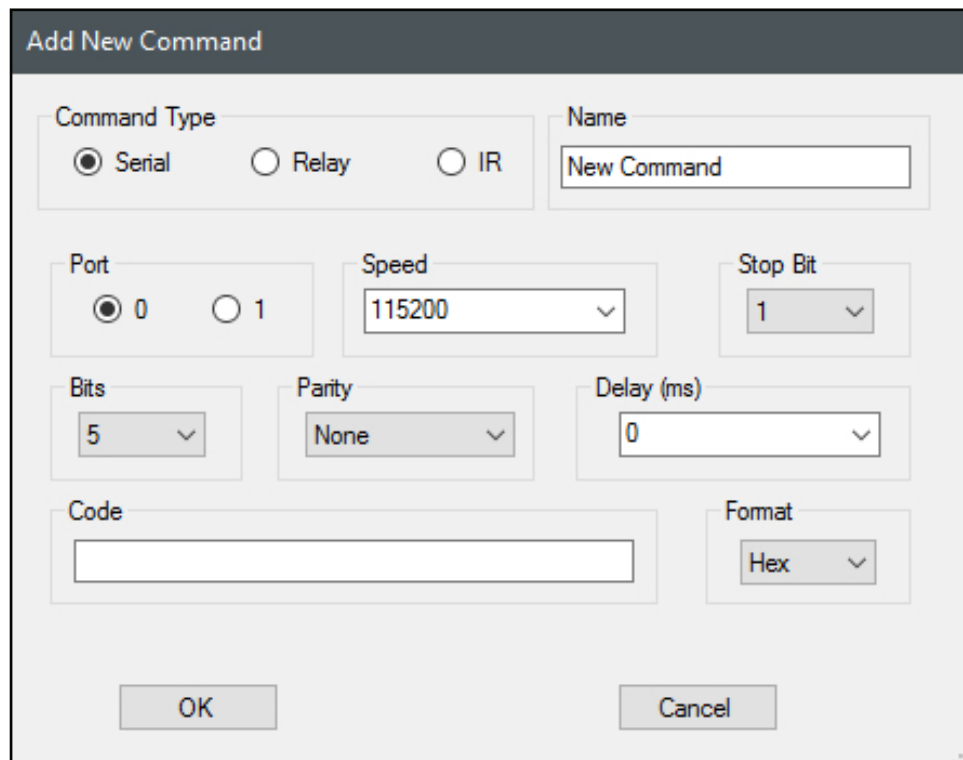 Add New Command
Command Type
Name
Serial Relay IR
New Command
Port
Speed
Stop Bit
0 1
115200
1
Bits
Parity
Delay (ms)
5
None
0
Code
Format
Hex
OK
Cancel